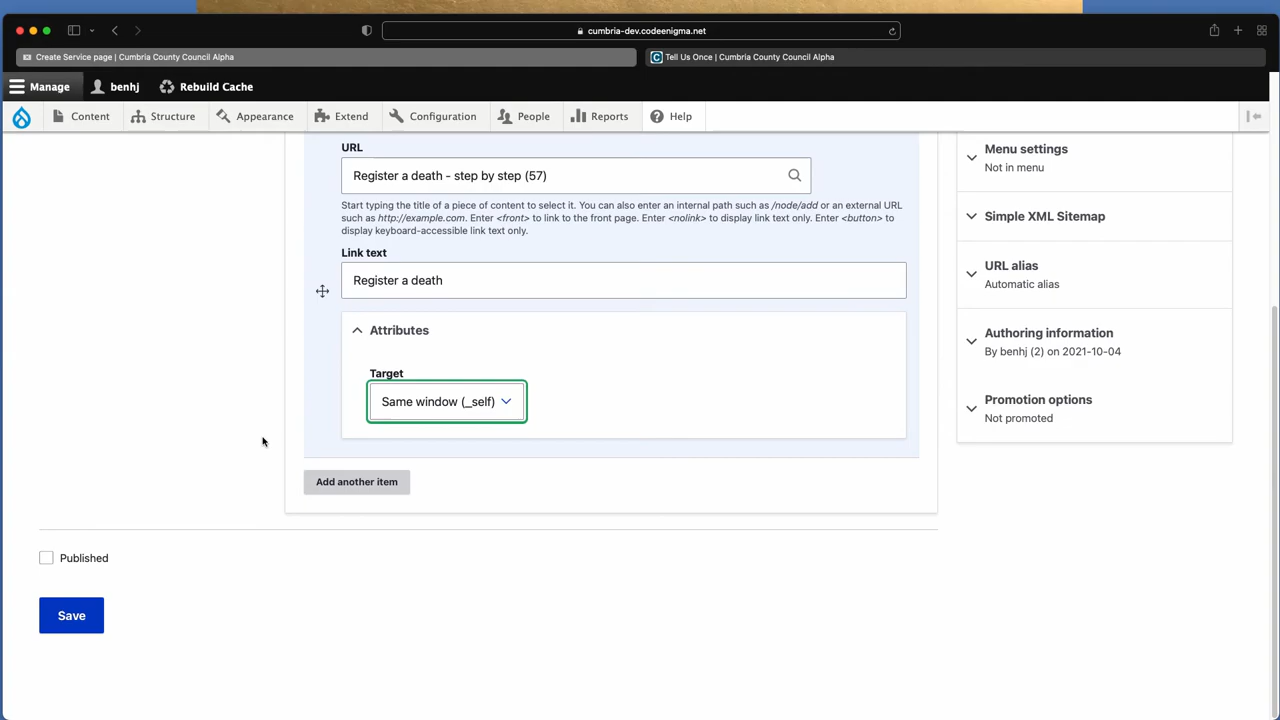 cumbria-dev.codeenigma.net
Create Service page | Cumbria County Council Alpha
C Tell Us Once | Cumbria County Council Alpha
Manage benhj Rebuild Cache
Content Structure Appearance Extend Configuration People Reports Help
URL
Register a death - step by step (57)
Start typing the title of a piece of content to select it. You can also enter an internal path such as /node/add or an external URL
such as http://example.com. Enter <front> to link to the front page. Enter <nolink> to display link text only. Enter <button> to
display keyboard-accessible link text only.
Link text
Register a death
Attributes
Target
Same window (_self)
Add another item
Published
Save
Menu settings
Not in menu
Simple XML Sitemap
URL alias
Automatic alias
Authoring information
By benhj (2) on 2021-10-04
Promotion options
Not promoted